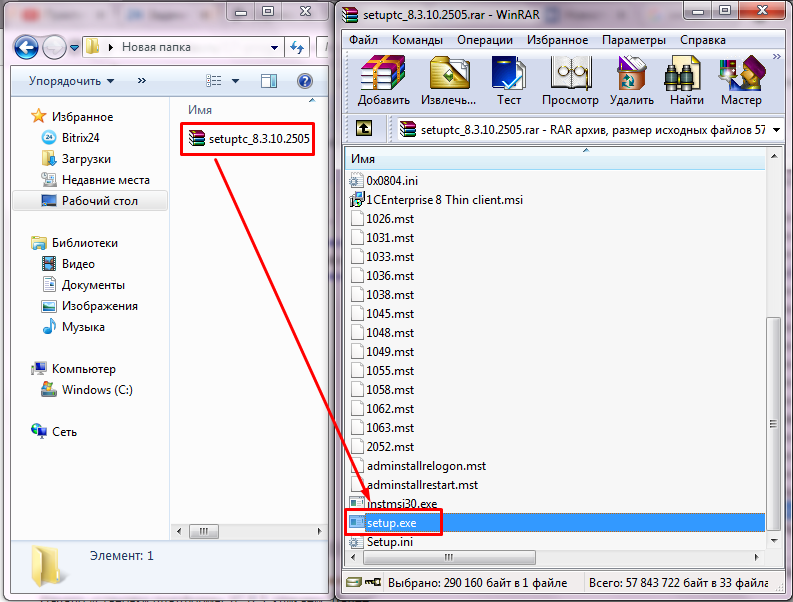 Новая папка
Упорядочить
»
Избранное
Bitrix24
Загрузки
Недавние места
Рабочий стол
Библиотеки
Видео
Документы
Изображения
Музыка
Компьютер
Windows (C:)
Сеть
Имя
setuptc_8.3.10.2505
Элемент: 1
setuptc_8.3.10.2505.rar - WinRAR
Файл Команды Операции Избранное Параметры Справка
Добавить Извлечь... Тест Просмотр Удалить Найти Мастер »
setuptc_8.3.10.2505.rar - RAR архив, размер исходных файлов 57
Имя
0x0804.ini
1CEnterprise 8 Thin client.msi
1026.mst
1031.mst
1033.mst
1036.mst
1038.mst
1045.mst
1048.mst
1049.mst
1055.mst
1058.mst
1062.mst
1063.mst
2052.mst
adminstallrelogon.mst
adminstallrestart.mst
instmsi30.exe
setup.exe
Setup.ini
Выбрано: 290 160 байт в 1 файле
Всего: 57 843 722 байт в 33 файла